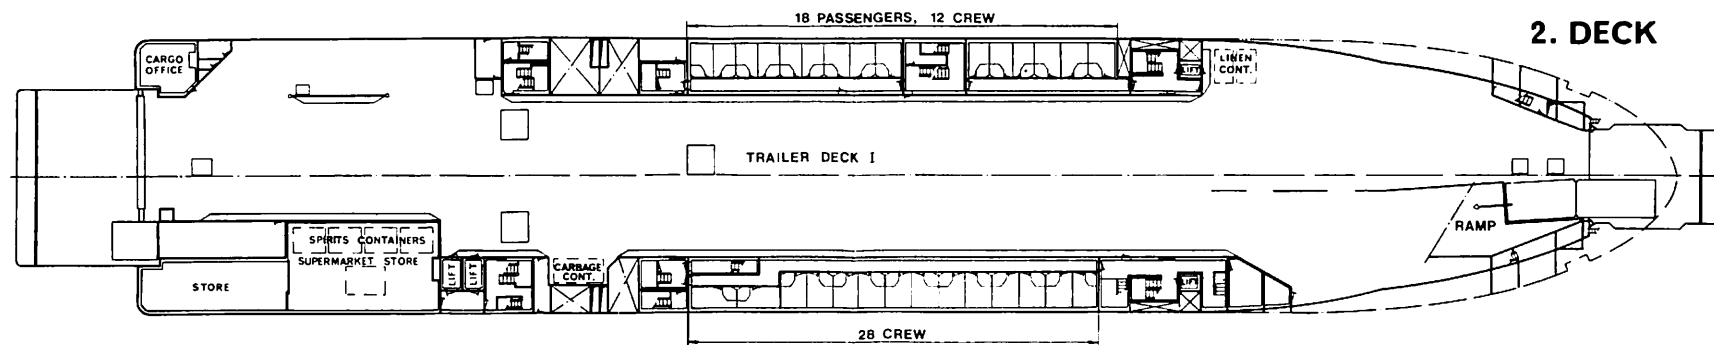 18 PASSENGERS, 12 CREW
2. DECK
CARGO
OFFICE
LIFT
LINEN
CONT.
TRAILER DECK I
RAMP
SPIRITS CONTAINERS
SUPERMARKET STORE
STORE
LIFT
LIFT
CARBAGE
CONT.
LIFT
28 CREW